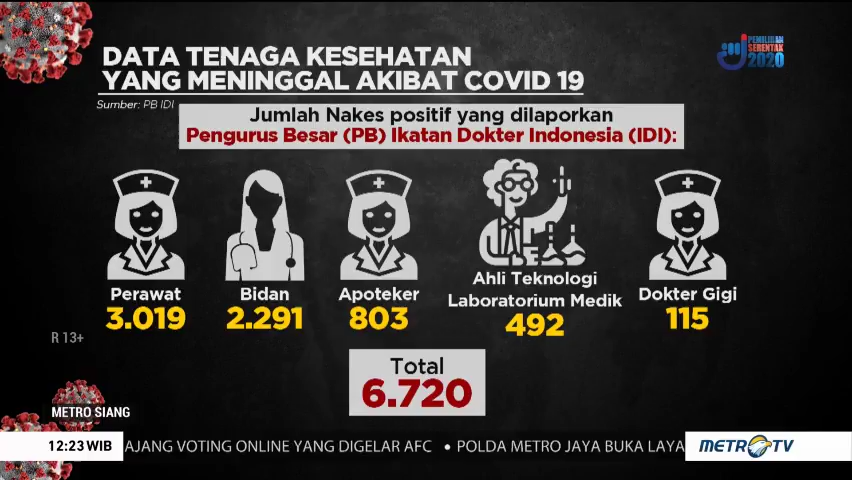 DATA TENAGA KESEHATAN
YANG MENINGGAL AKIBAT COVID 19
PEMILIHAN
SERENTAK
2020
Sumber: PB IDI
Jumlah Nakes positif yang dilaporkan
Pengurus Besar (PB) Ikatan Dokter Indonesia (IDI):
Perawat
3.019
Bidan
2.291
Apoteker
803
Ahli Teknologi
Laboratorium Medik
492
Dokter Gigi
115
R 13+
Total
6.720
METRO SIANG
12:23 WIB
AJANG VOTING ONLINE YANG DIGELAR AFC • POLDA METRO JAYA BUKA LAYA
METRO TV